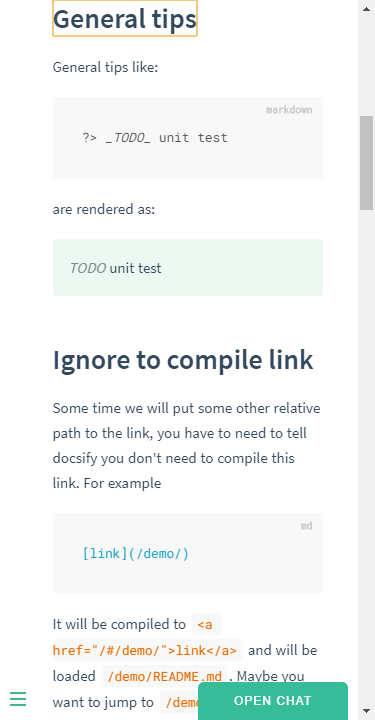 General tips
General tips like:
markdown
?> _TODO_ unit test
are rendered as:
TODO unit test
Ignore to compile link
Some time we will put some other relative
path to the link, you have to need to tell
docsify you don't need to compile this
link. For example
md
[link](/demo/)
It will be compiled to <a
href="/#/demo/">link</a> and will be
loaded /demo/README.md . Maybe you
want to jump to /demo
OPEN CHAT